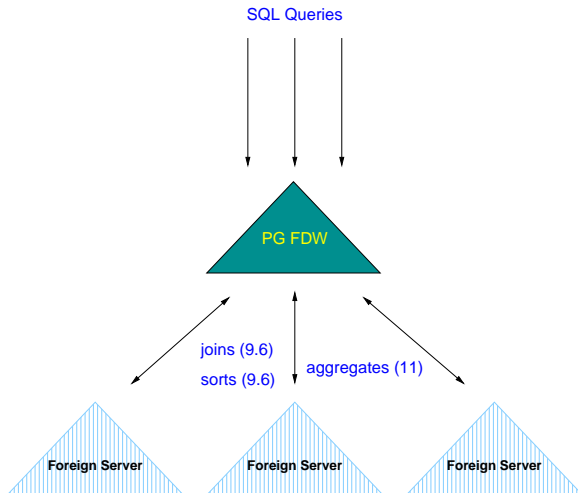 SQL Queries
PG FDW
joins (9.6)
sorts (9.6)
aggregates (11)
Foreign Server
Foreign Server
Foreign Server